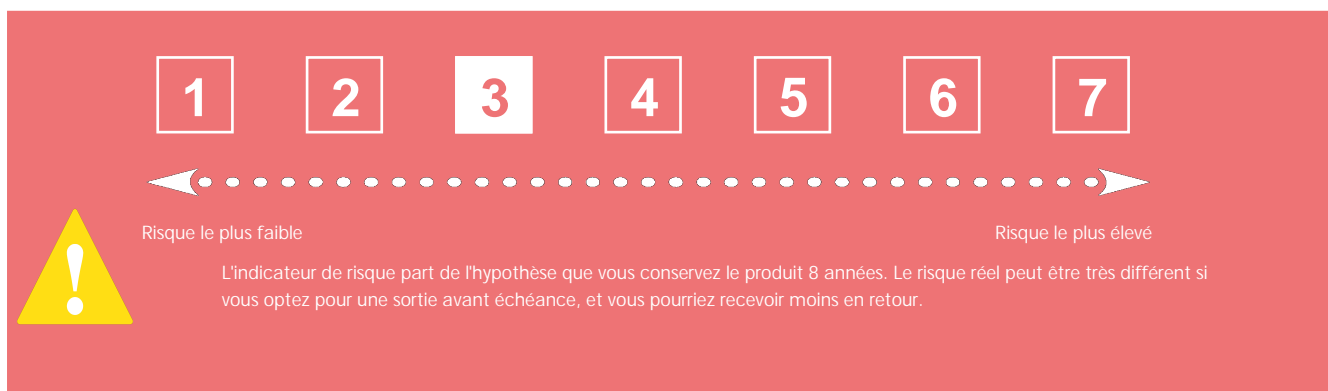 1 2 3 4 5 6 7
Risque le plus faible
Risque le plus élevé
!
L'indicateur de risque part de l'hypothèse que vous conservez le produit 8 années. Le risque réel peut être très différent si
vous optez pour une sortie avant échéance, et vous pourriez recevoir moins en retour.